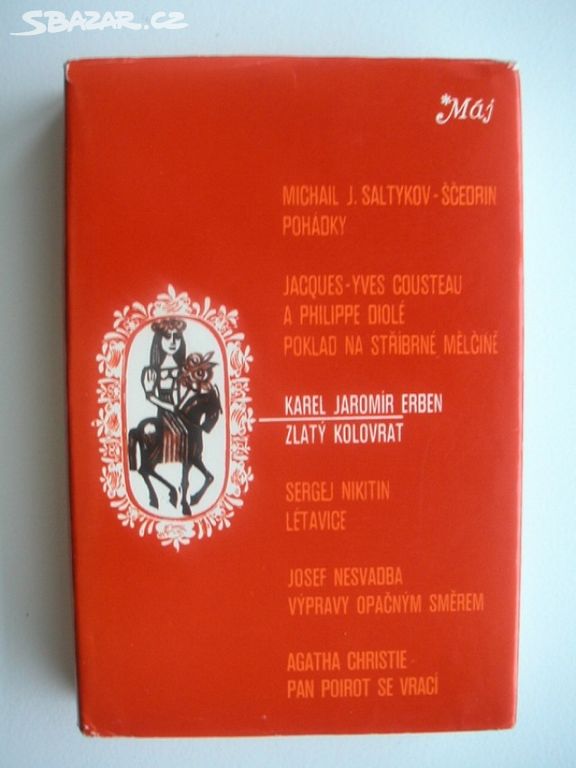 SBAZAR.CZ
*Máj
MICHAIL J. SALTYKOV-ŠČEDRIN
POHÁDKY
JACQUES-YVES COUSTEAU
A PHILIPPE DIOLÉ
POKLAD NA STŘÍBRNÉ MĚLČINĚ
KAREL JAROMÍR ERBEN
ZLATÝ KOLOVRAT
SERGEJ NIKITIN
LÉTAVICE
JOSEF NESVADBA
VÝPRAVY OPAČNÝM SMĚREM
AGATHA CHRISTIE -
PAN POIROT SE VRACÍ